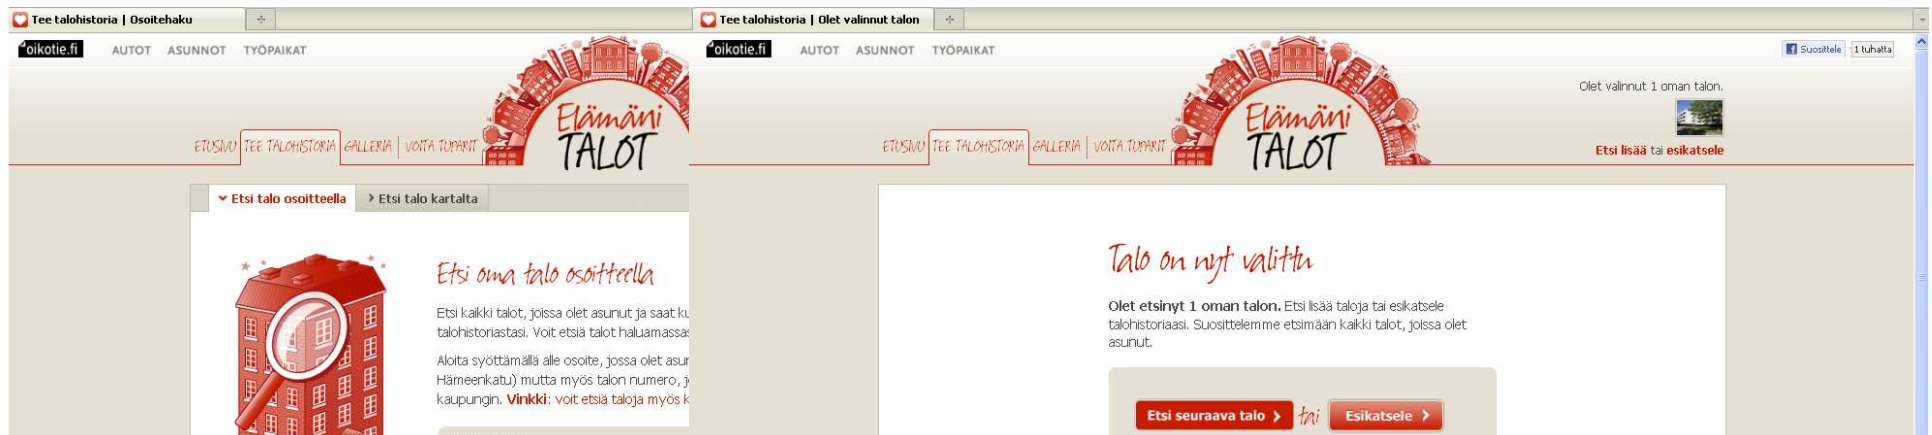 Tee talohistoria | Osoitehaku
oikotie.fi AUTOT ASUNNOT TYÖPAIKAT
Elämäni
TALOT
ETUSIVU TEE TALOHISTORIA GALLERIA VOITA TUPARIT
Etsi talo osoitteella Etsi talo kartalta
Etsi oma talo osoitteella
Etsi kaikki talot, joissa olet asunut ja saat
talohistoriastasi. Voit etsiä talot
Aloita syöttämällä alle osoite, jossa olet
Hämeenkatu) mutta myös talon numero,
kaupungin. Vinkki: voit etsiä taloja myös
Tee talohistoria | Olet valinnut talon
oikotie.fi AUTOT ASUNNOT TYÖPAIKAT
Suosittele 1 tuhatta
Olet valinnut 1 oman talon.
Elämäni
TALOT
ETUSIVU TEE TALOHISTORIA GALLERIA VOITA TUPARIT
Etsi lisää tai esikatsele
Talo on nyt valittu
Olet etsinyt 1 oman talon. Etsi lisää taloja tai esikatsele
talohistoriaasi. Suosittelemme etsimään kaikki talot, joissa olet
asunut.
Etsi seuraava talo tai Esikatsele